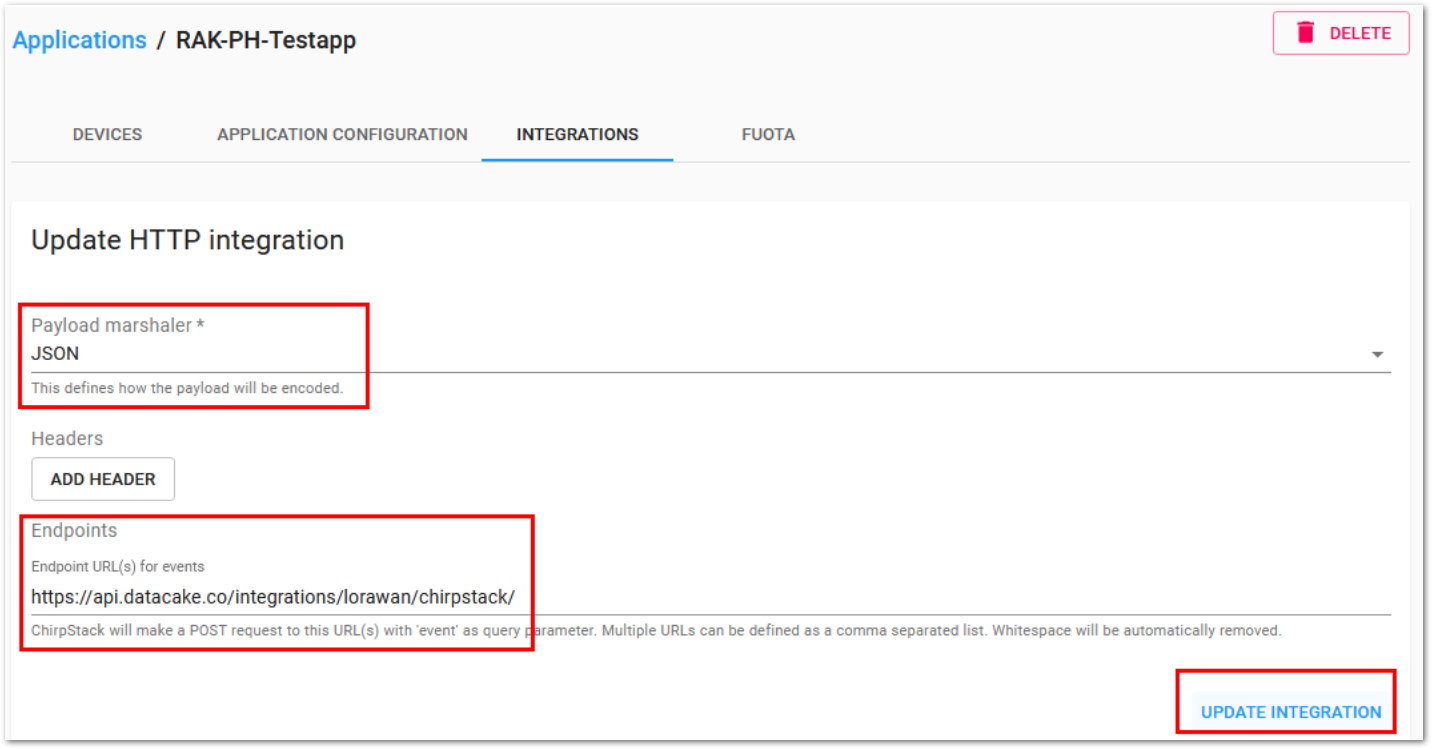 Applications / RAK-PH-Testapp
DELETE
DEVICES APPLICATION CONFIGURATION INTEGRATIONS FUOTA
Update HTTP integration
Payload marshaler *
JSON
This defines how the payload will be encoded.
Headers
ADD HEADER
Endpoints
Endpoint URL(s) for events
https://api.datacake.co/integrations/lorawan/chirpstack/
ChirpStack will make a POST request to this URL(s) with 'event' as query parameter. Multiple URLs can be defined as a comma separated list. Whitespace will be automatically removed.
UPDATE INTEGRATION